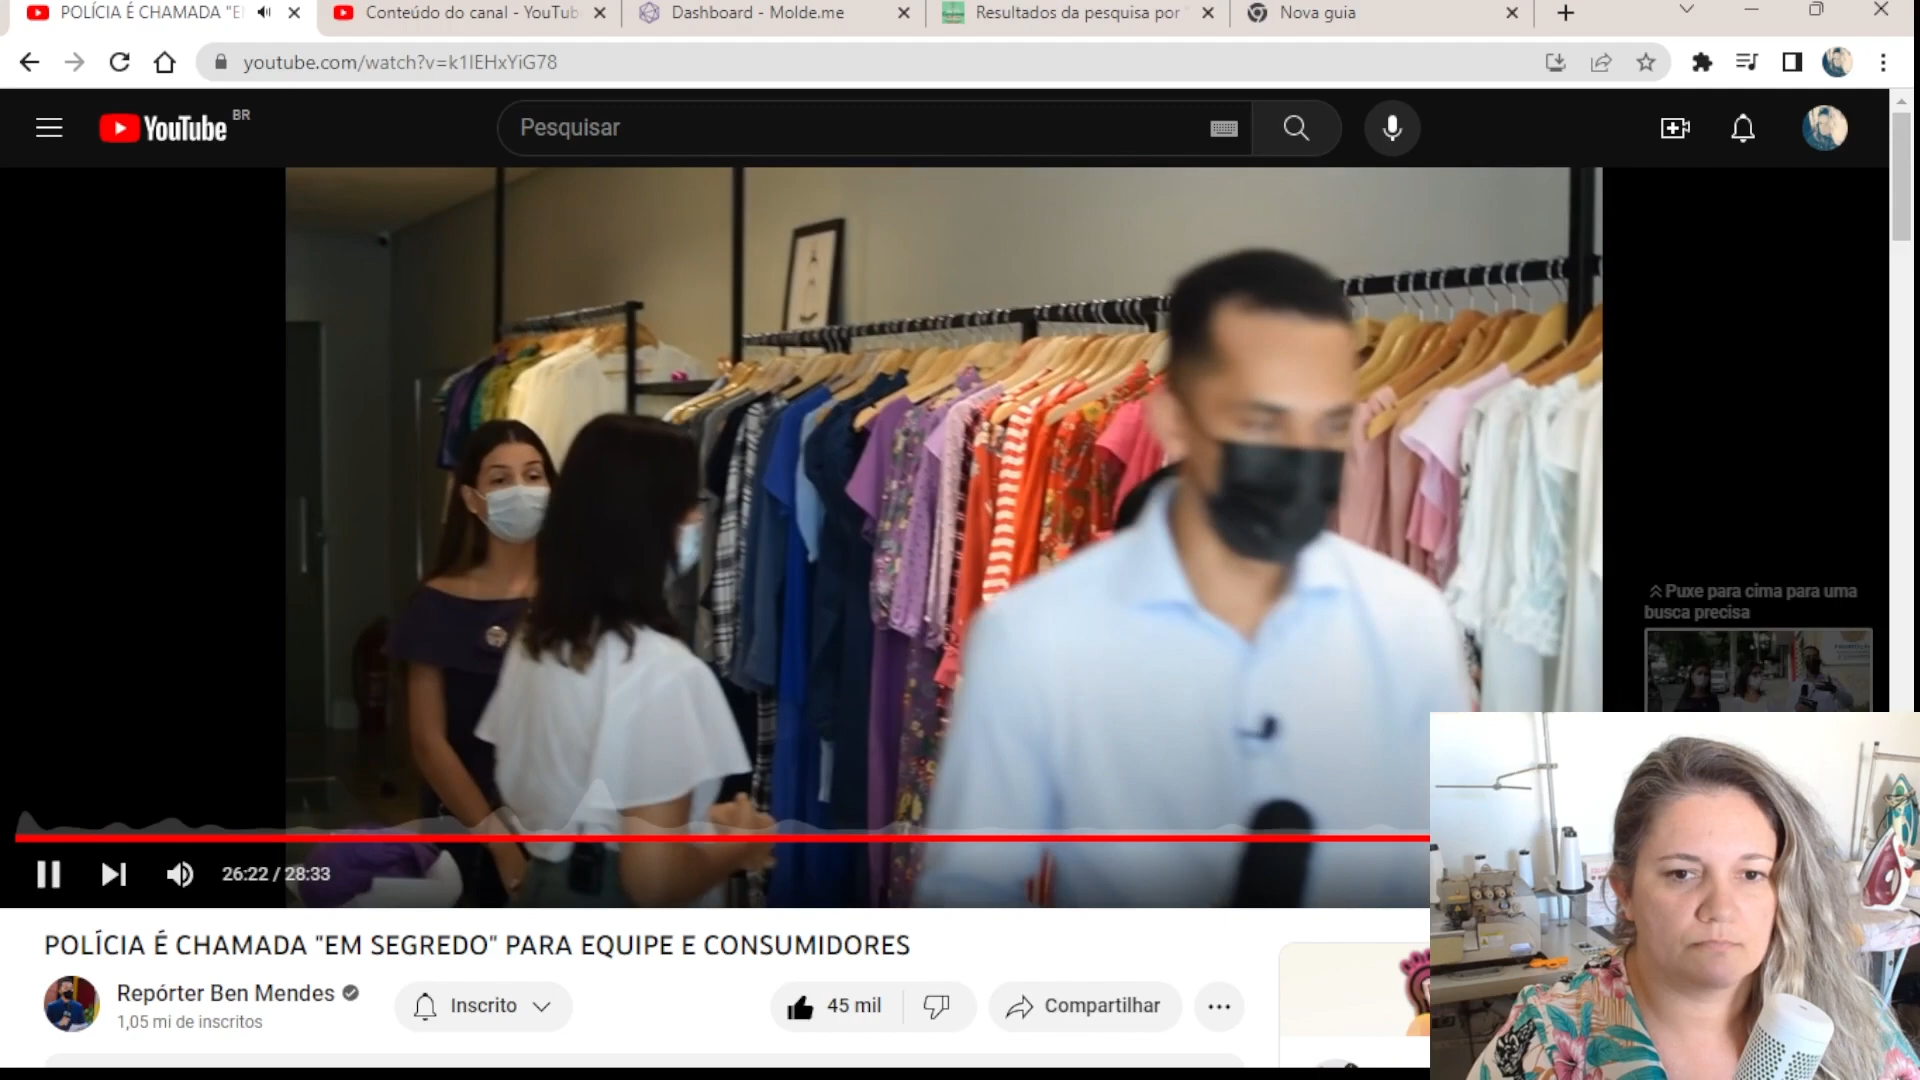 POLÍCIA É CHAMADA "E
Conteúdo do canal - YouTub
Dashboard - Molde.me
Resultados da pesquisa por
Nova guia
youtube.com/watch?v=k1lEHxYiG78
YouTube BR
Pesquisar
Puxe para cima para uma
busca precisa
26:22 / 28:33
POLÍCIA É CHAMADA "EM SEGREDO" PARA EQUIPE E CONSUMIDORES
Repórter Ben Mendes
1,05 mi de inscritos
Inscrito
45 mil
Compartilhar